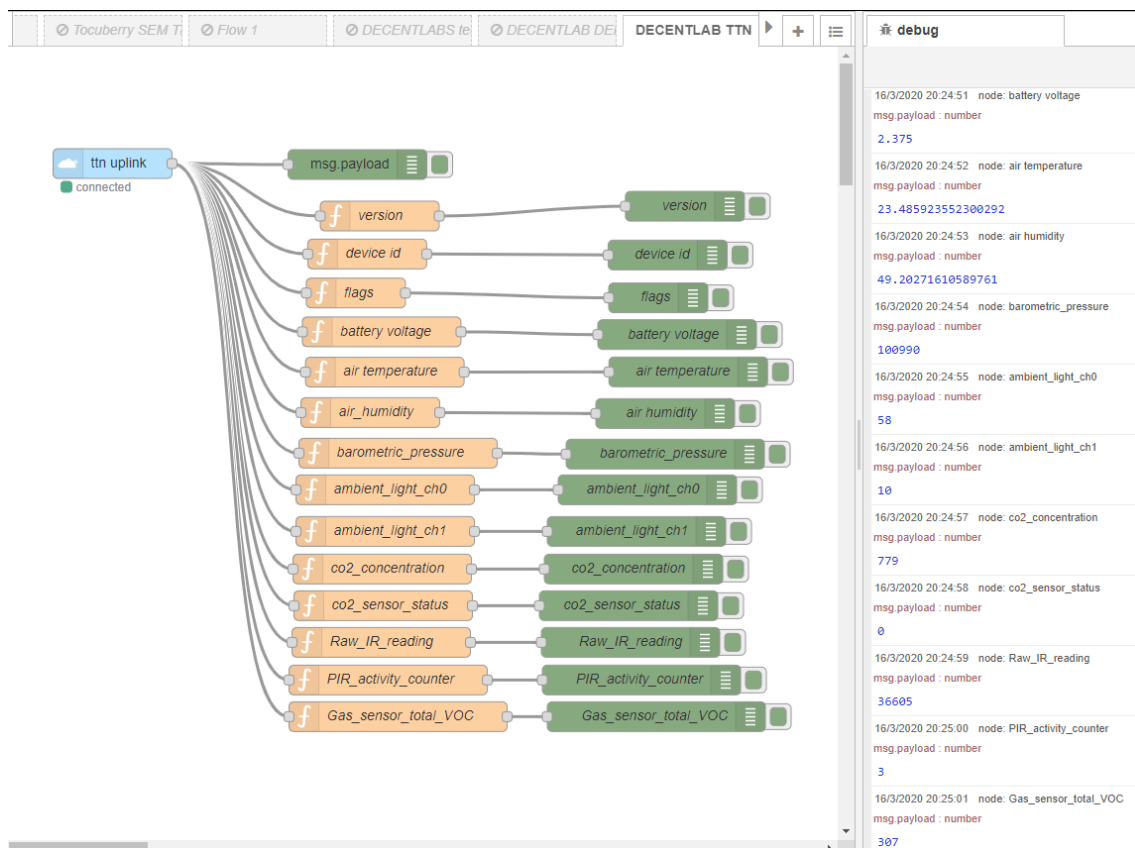 Tocuberry SEM T
Flow 1
DECENTLABS te
DECENTLAB DE
DECENTLAB TTN
debug
ttn uplink
connected
msg.payload
version
version
device id
device id
flags
flags
battery voltage
battery voltage
air temperature
air temperature
air_humidity
air humidity
barometric_pressure
barometric_pressure
ambient_light_ch0
ambient_light_ch0
ambient_light_ch1
ambient_light_ch1
co2_concentration
co2_concentration
co2_sensor_status
co2_sensor_status
Raw_IR_reading
Raw_IR_reading
PIR_activity_counter
PIR_activity_counter
Gas_sensor_total_VOC
Gas_sensor_total_VOC
16/3/2020 20:24:51 node: battery voltage
msg.payload : number
2.375
16/3/2020 20:24:52 node: air temperature
msg.payload : number
23.485923552300292
16/3/2020 20:24:53 node: air humidity
msg.payload : number
49.20271610589761
16/3/2020 20:24:54 node: barometric_pressure
msg.payload : number
100990
16/3/2020 20:24:55 node: ambient_light_ch0
msg.payload : number
58
16/3/2020 20:24:56 node: ambient_light_ch1
msg.payload : number
10
16/3/2020 20:24:57 node: co2_concentration
msg.payload : number
779
16/3/2020 20:24:58 node: co2_sensor_status
msg.payload : number
0
16/3/2020 20:24:59 node: Raw_IR_reading
msg.payload : number
36605
16/3/2020 20:25:00 node: PIR_activity_counter
msg.payload : number
3
16/3/2020 20:25:01 node: Gas_sensor_total_VOC
msg.payload : number
307